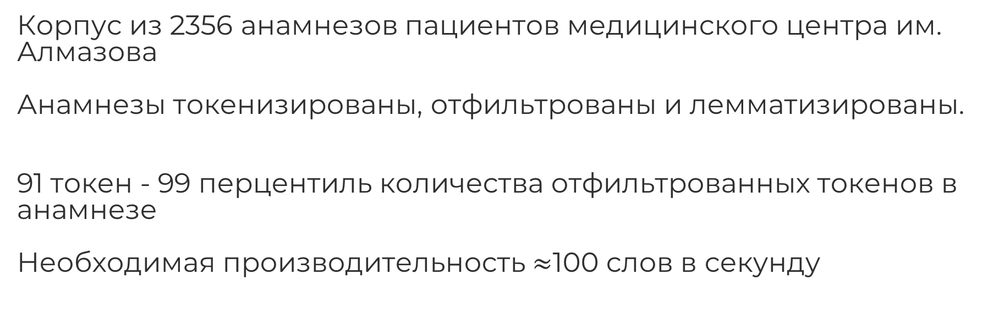 Корпус из 2356 анамнезов пациентов медицинского центра им.
Алмазова
Анамнезы токенизированы, отфильтрованы и лемматизированы.
91 токен - 99 перцентиль количества отфильтрованных токенов в
анамнезе
Необходимая производительность ≈100 слов в секунду